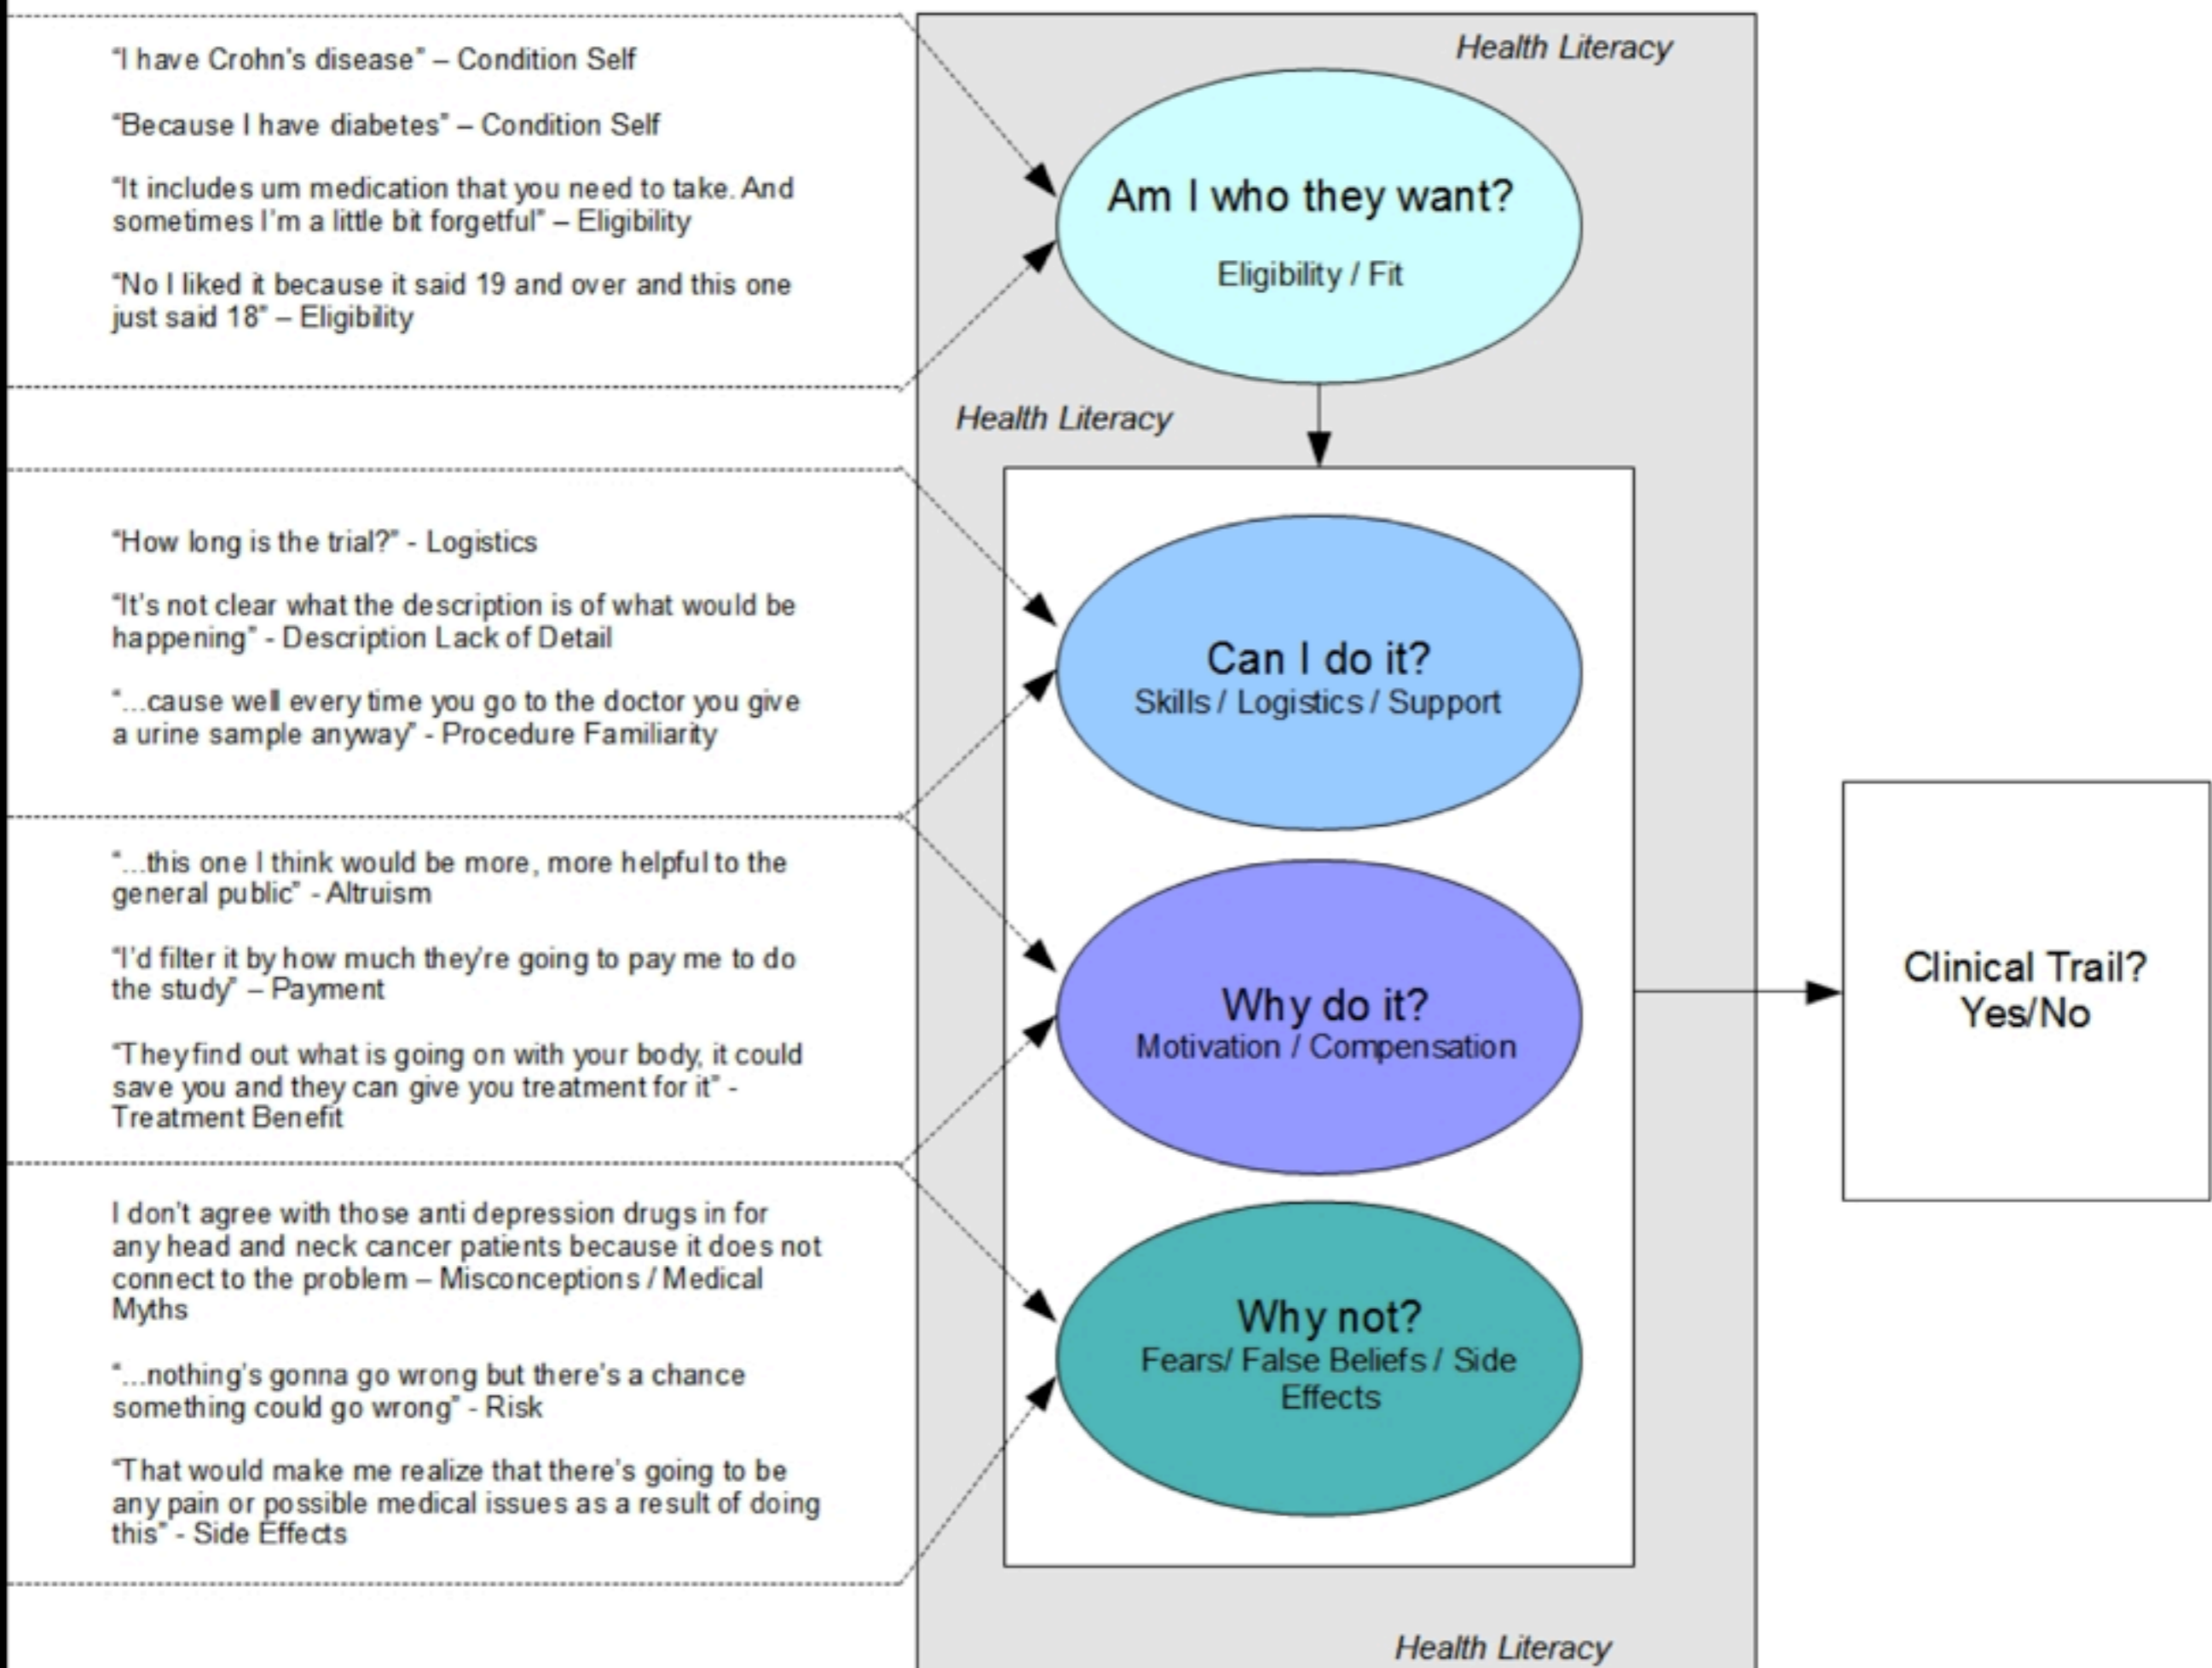 Health Literacy
“I have Crohn's disease” – Condition Self
“Because I have diabetes” – Condition Self
“It includes um medication that you need to take. And
sometimes I’m a little bit forgetful” – Eligibility
“No I liked it because it said 19 and over and this one
just said 18” – Eligibility
Am I who they want?
Eligibility / Fit
Health Literacy
“How long is the trial?” - Logistics
“It’s not clear what the description is of what would be
happening” - Description Lack of Detail
“...cause well every time you go to the doctor you give
a urine sample anyway” - Procedure Familiarity
Can I do it?
Skills / Logistics / Support
“...this one I think would be more, more helpful to the
general public” - Altruism
“I’d filter it by how much they’re going to pay me to do
the study” – Payment
“They find out what is going on with your body, it could
save you and they can give you treatment for it” -
Treatment Benefit
Why do it?
Motivation / Compensation
I don’t agree with those anti depression drugs in for
any head and neck cancer patients because it does not
connect to the problem – Misconceptions / Medical
Myths
“...nothing’s gonna go wrong but there’s a chance
something could go wrong” - Risk
“That would make me realize that there’s going to be
any pain or possible medical issues as a result of doing
this” - Side Effects
Why not?
Fears/ False Beliefs / Side
Effects
Clinical Trail?
Yes/No
Health Literacy